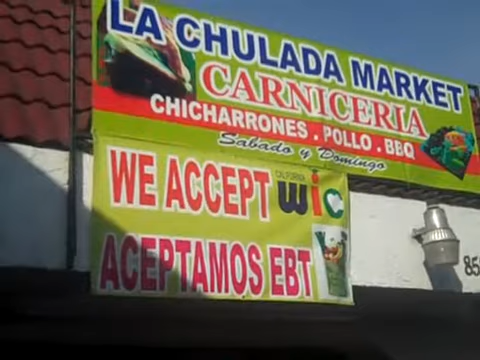 LA CHULADA MARKET
CARNICERIA
CHICHARRONES . POLLO . BBQ
Sabado y Domingo
WE ACCEPT CALIFORNIA wic
ACEPTAMOS EBT